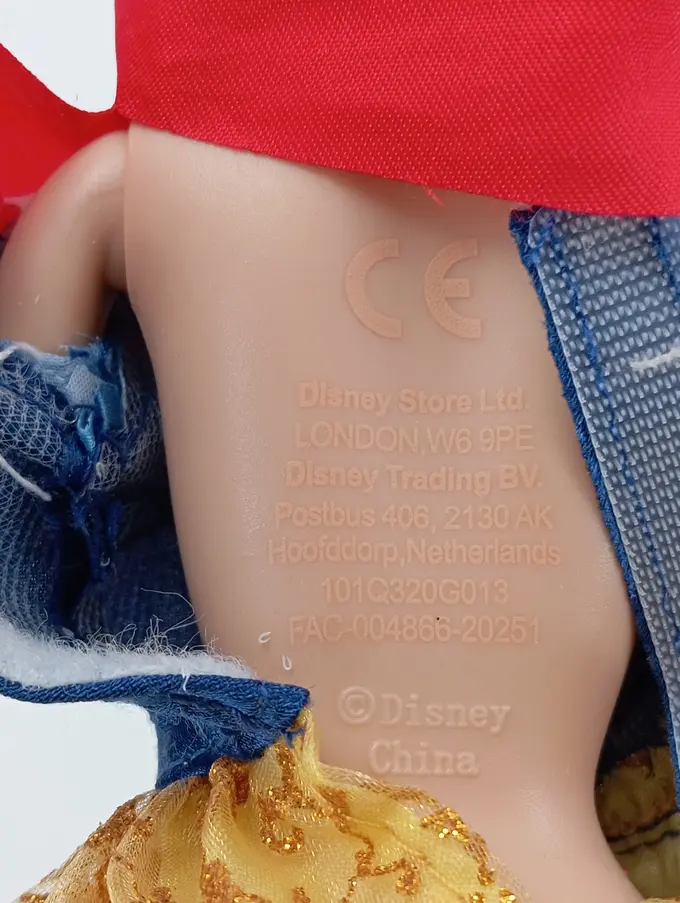 CE
Disney Store Ltd.
LONDON,W6 9PE
Disney Trading BV.
Postbus 406, 2130 AK
Hoofddorp,Netherlands
101Q320G013
FAC-004866-20251
©Disney
China